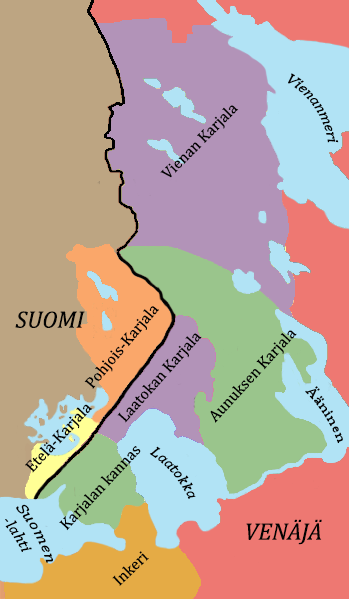 Vienanmeri
Vienan Karjala
SUOMI
Pohjois-Karjala
Laatokan Karjala
Aunuksen Karjala
Ääninen
Etelä-Karjala
Karjalan kannas
Laatokka
Suomen
-lahti
VENÄJÄ
Inkeri